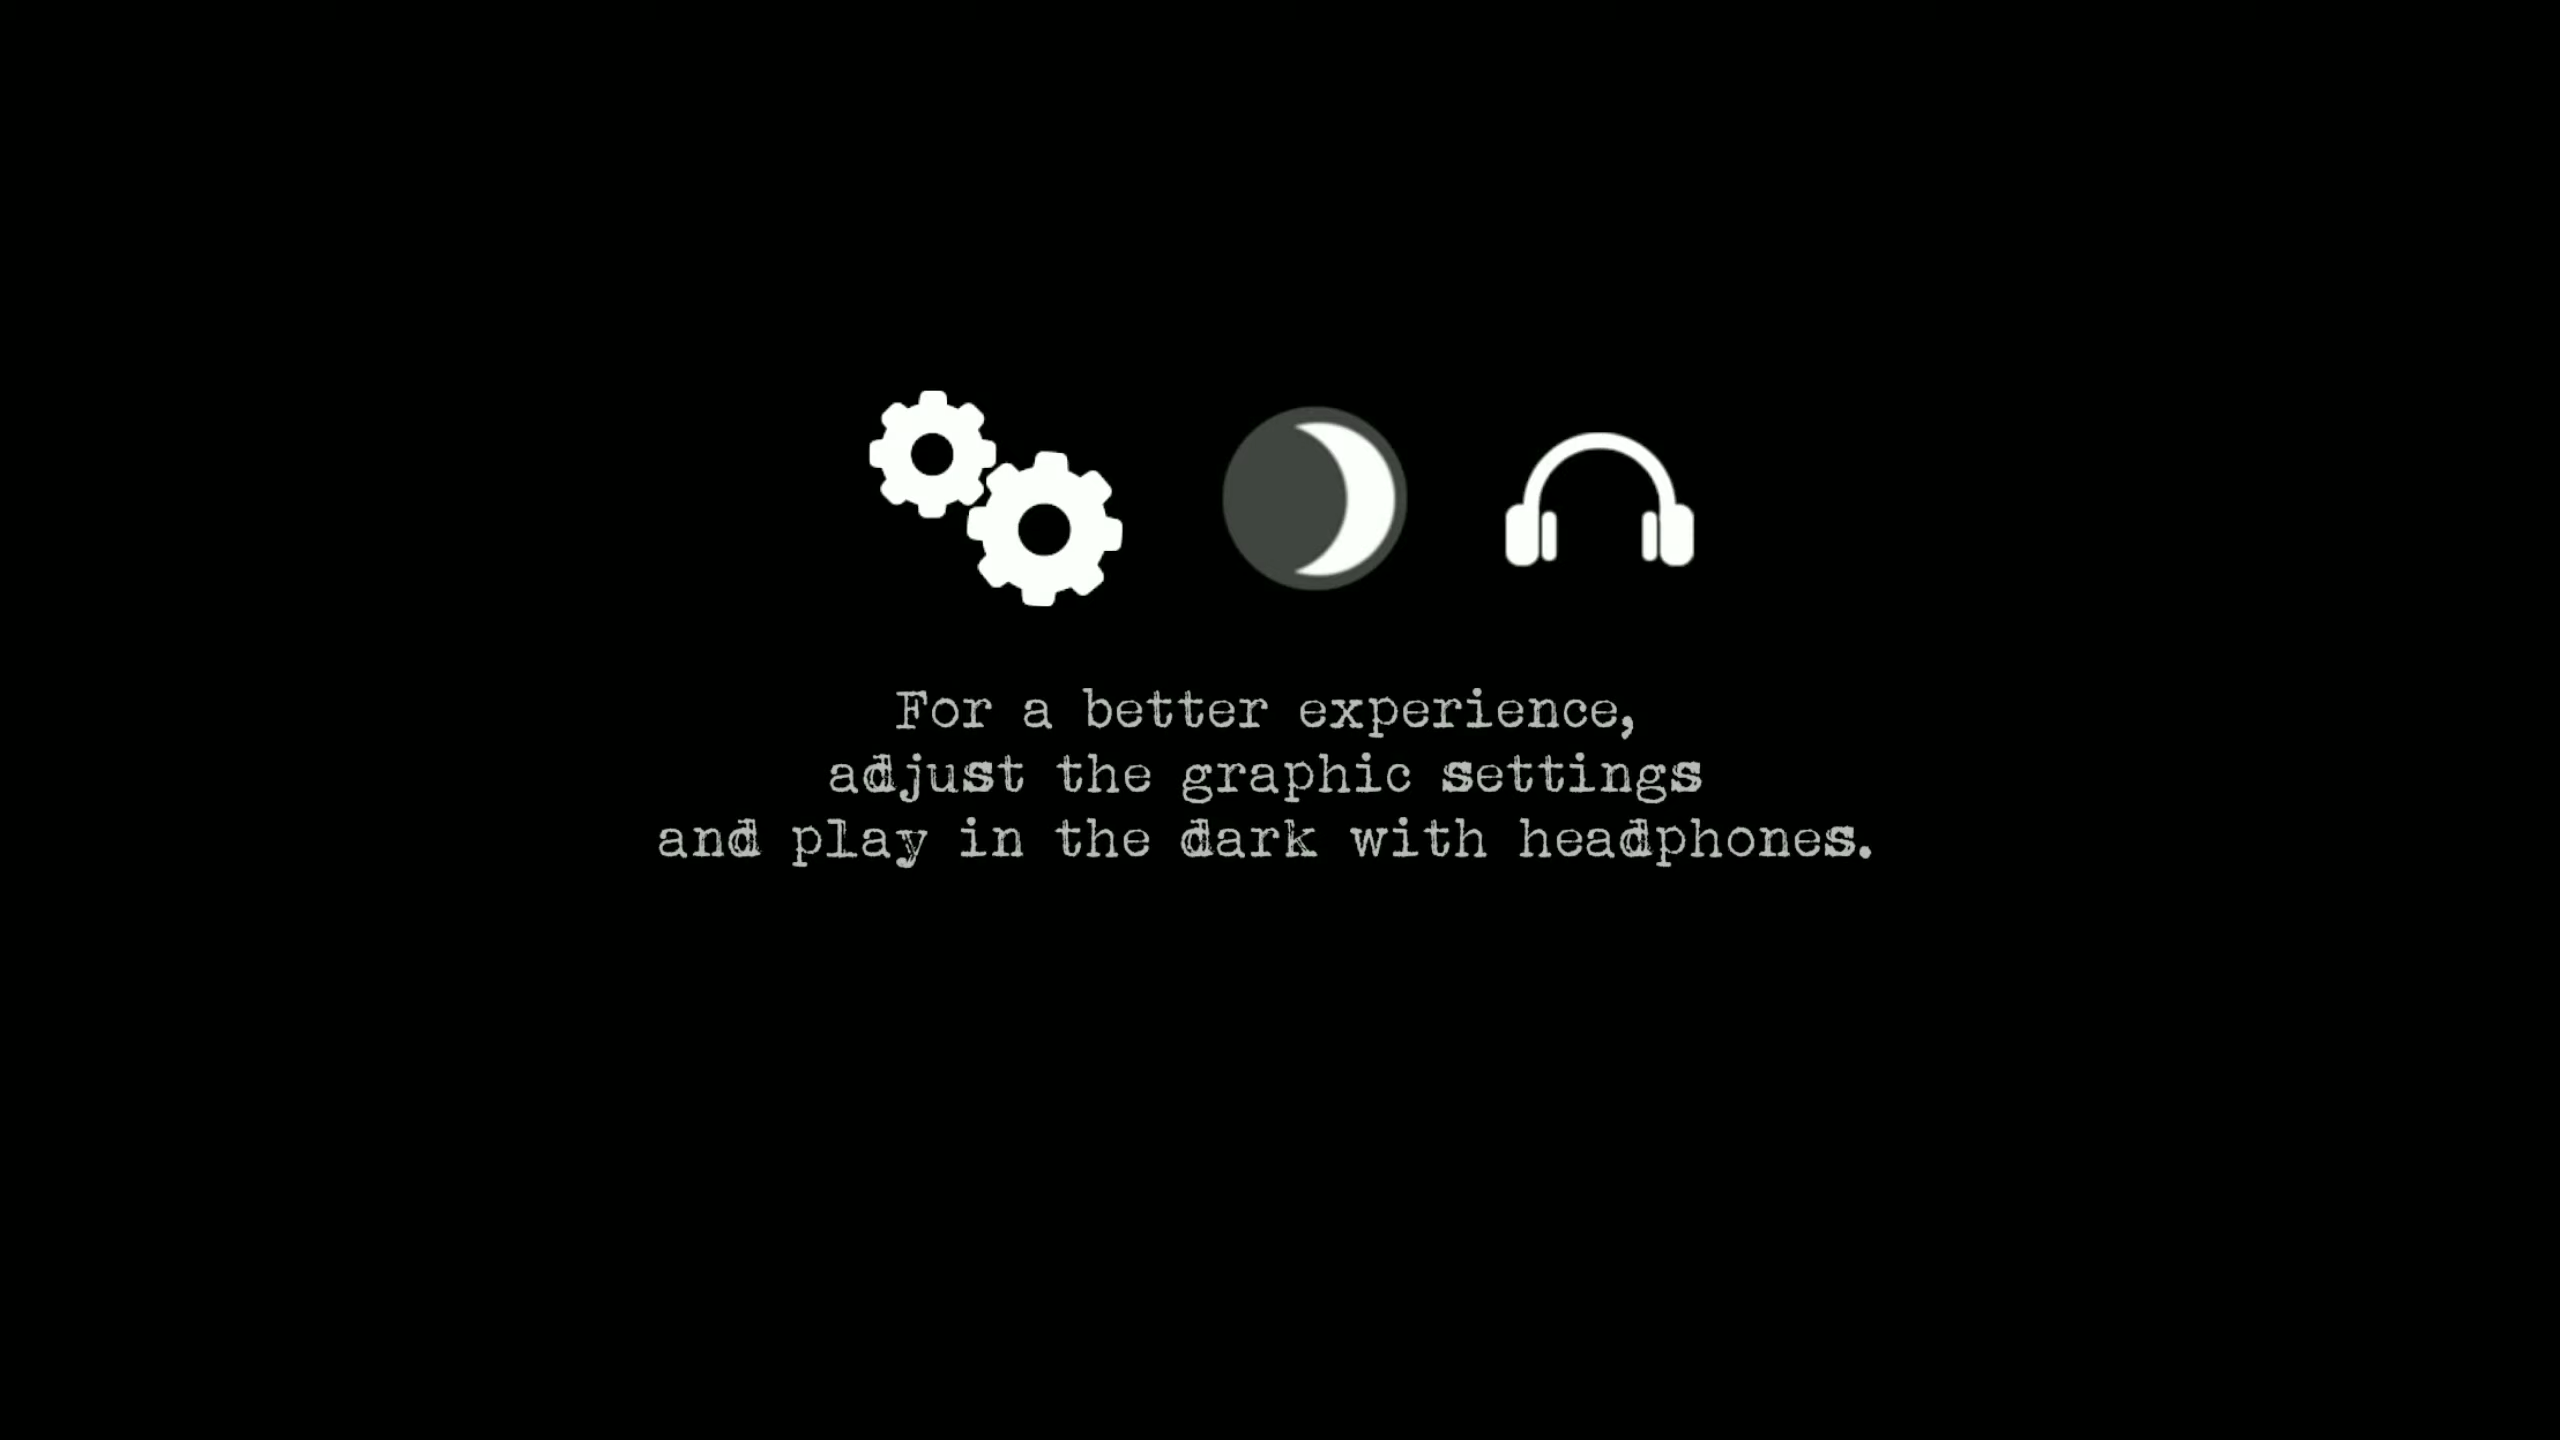 For a better experience,
adjust the graphic settings
and play in the dark with headphones.